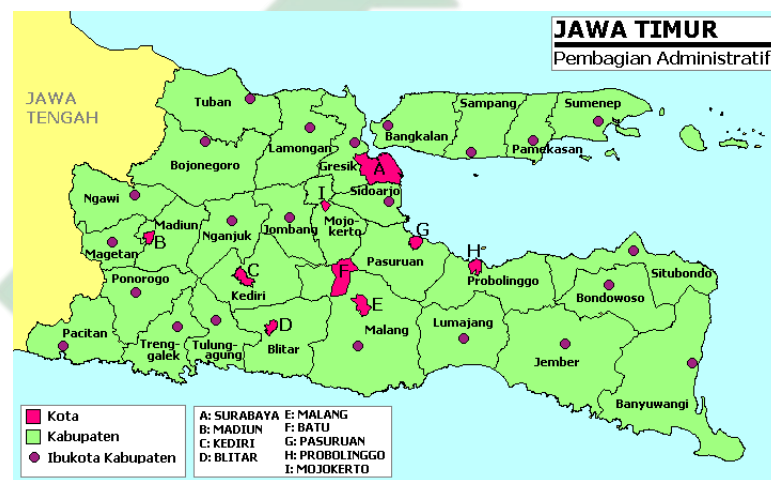 JAWA TIMUR
Pembagian Administratif
JAWA
TENGAH
Tuban
Lamongan
Bojonegoro
Gresik
A
Bangkalan
Sampang
Pamekasan
Sumenep
Sidoarjo
I
Ngawi
Madiun
B
Magetan
Nganjuk
Jombang
Mojo-
kerto
Pasuruan
G
H
Probolinggo
Situbondo
Bondowoso
Ponorogo
C
Kediri
F
E
Malang
D
Blitar
Lumajang
Jember
Banyuwangi
Pacitan
Treng-
galek
Tulung-
agung
Kota
Kabupaten
Ibukota Kabupaten
A: SURABAYA
B: MADIUN
C: KEDIRI
D: BLITAR
E: MALANG
F: BATU
G: PASURUAN
H: PROBOLINGGO
I: MOJOKERTO